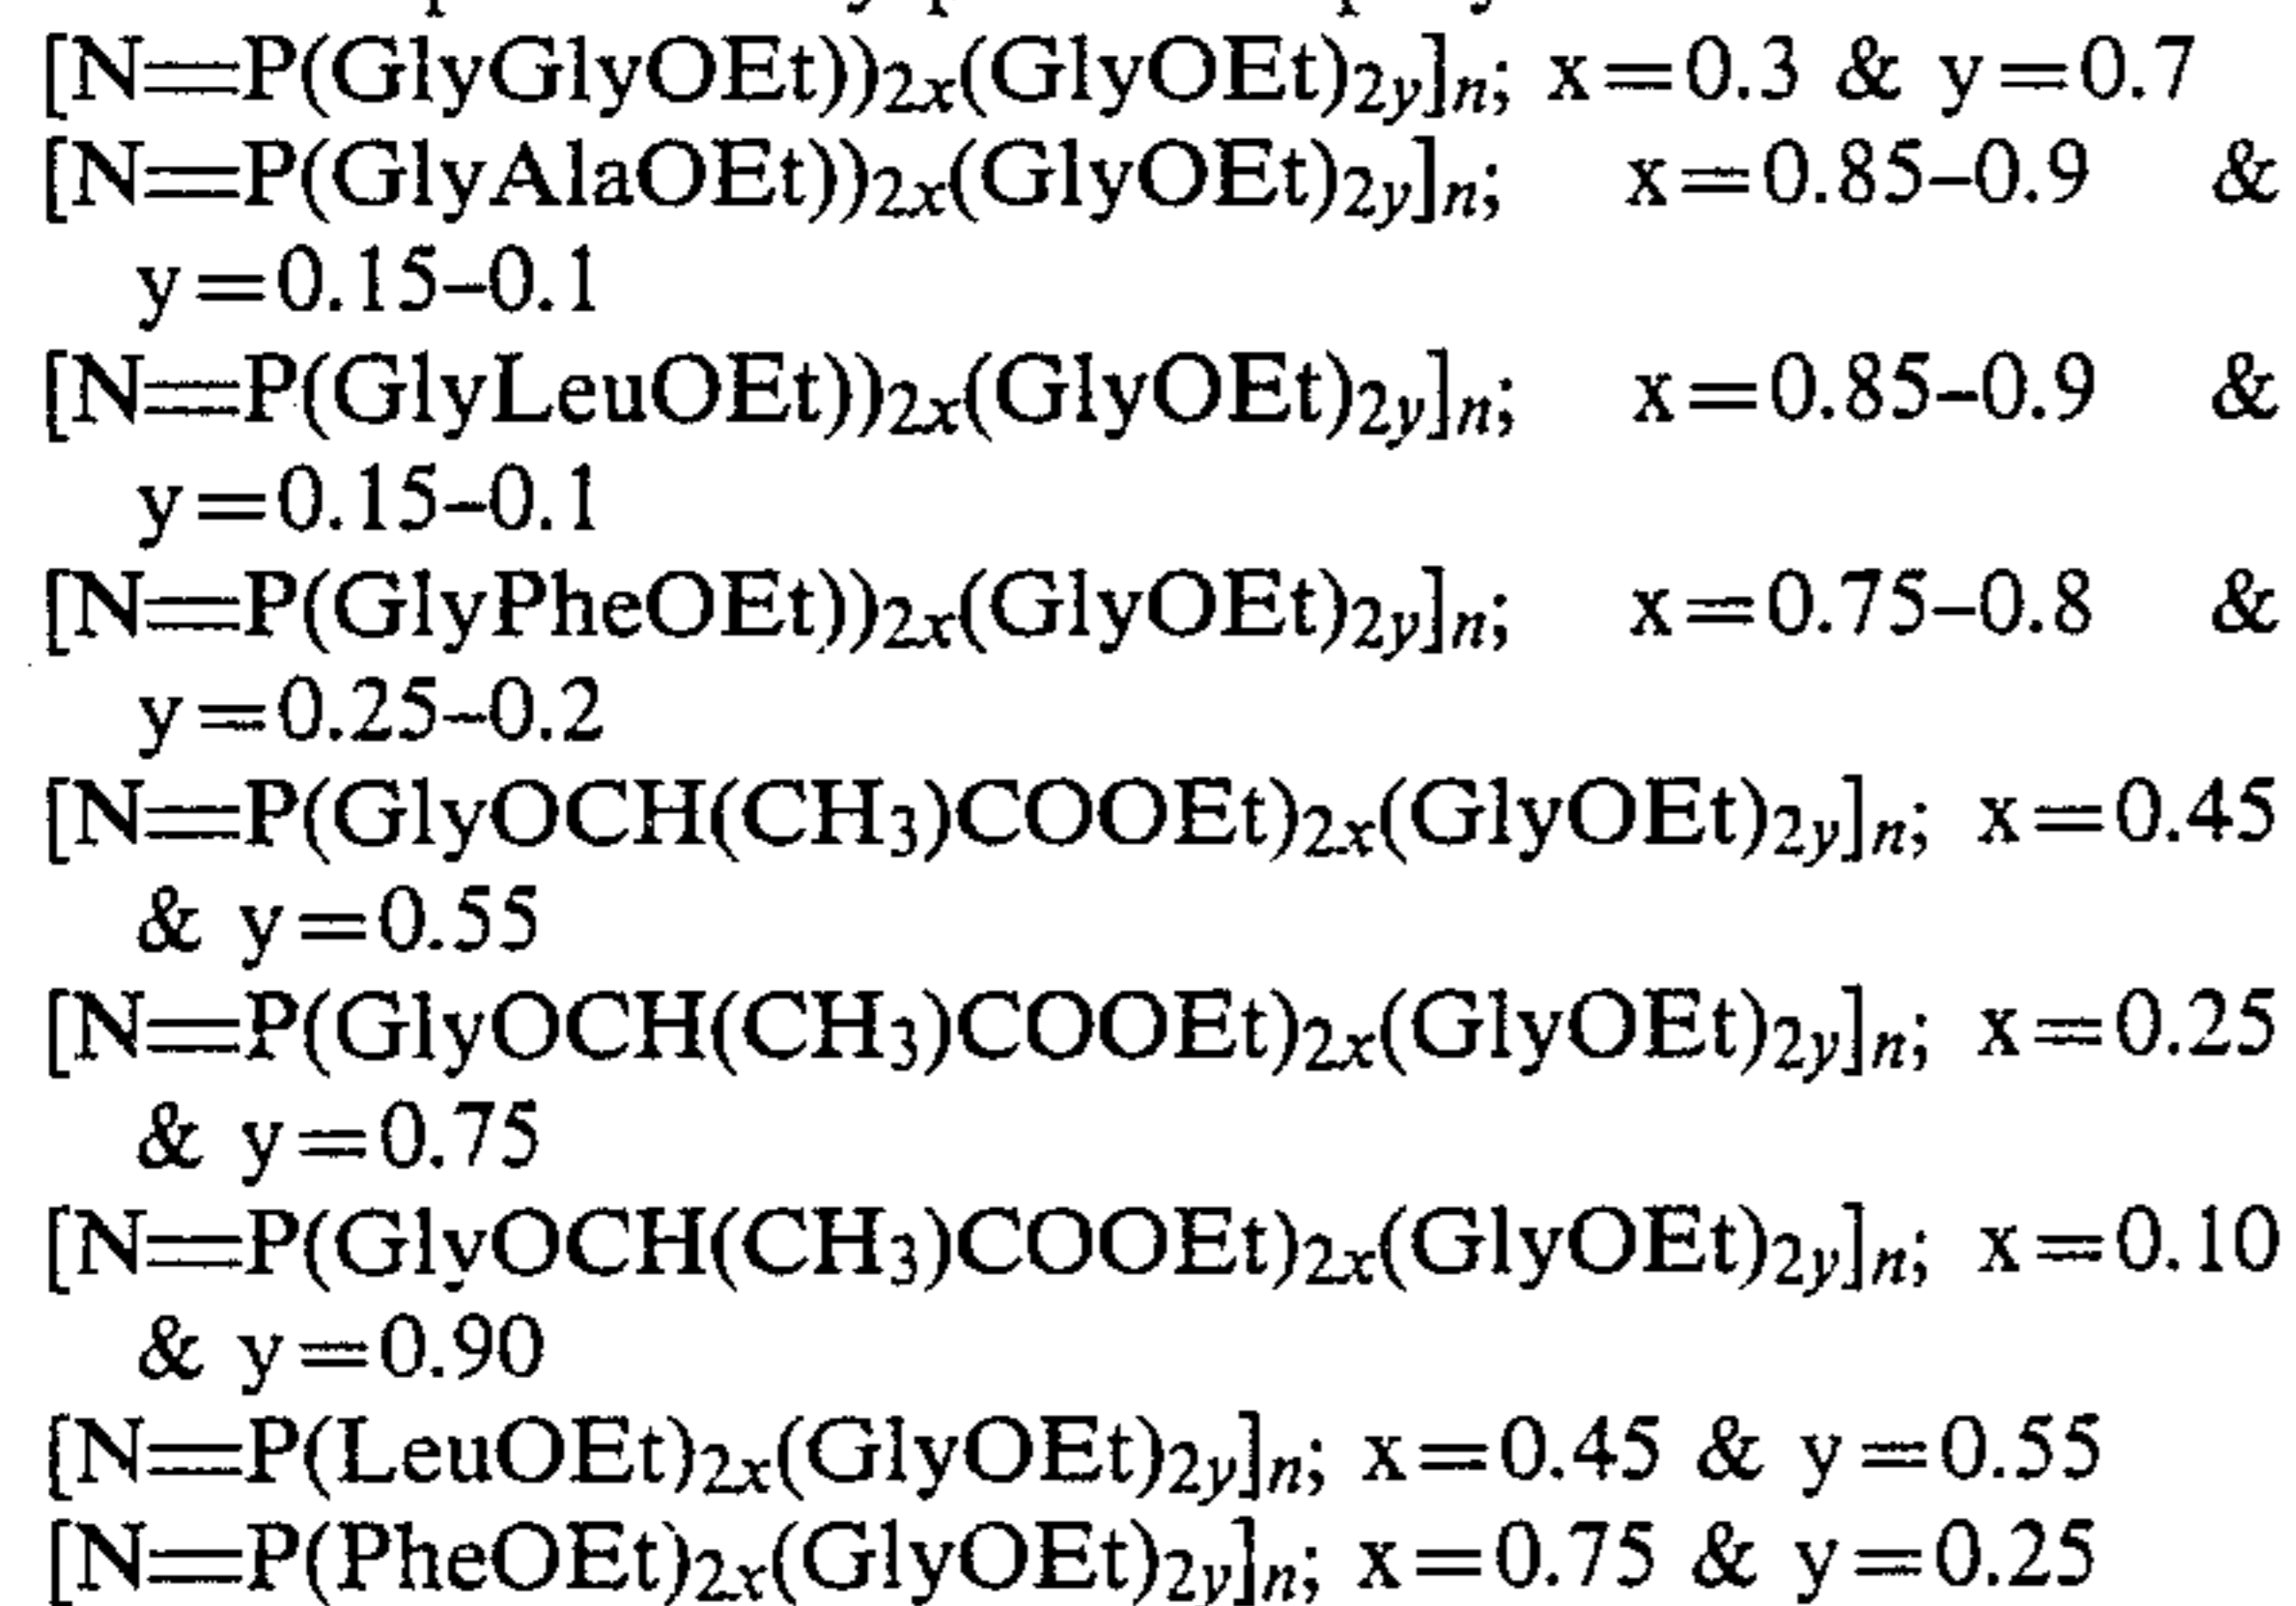 [N=P(GlyGlyOEt))2x(GlyOEt)2y]n; x=0.3 & y=0.7
[N=P(GlyAlaOEt))2x(GlyOEt)2y]n; x=0.85–0.9 &
y=0.15–0.1
[N=P(GlyLeuOEt))2x(GlyOEt)2y]n; x=0.85–0.9 &
y=0.15–0.1
[N=P(GlyPheOEt))2x(GlyOEt)2y]n; x=0.75–0.8 &
y=0.25–0.2
[N=P(GlyOCH(CH3)COOEt)2x(GlyOEt)2y]n; x=0.45
& y=0.55
[N=P(GlyOCH(CH3)COOEt)2x(GlyOEt)2y]n; x=0.25
& y=0.75
[N=P(GlyOCH(CH3)COOEt)2x(GlyOEt)2y]n; x=0.10
& y=0.90
[N=P(LeuOEt)2x(GlyOEt)2y]n; x=0.45 & y=0.55
[N=P(PheOEt)2x(GlyOEt)2y]n; x=0.75 & y=0.25